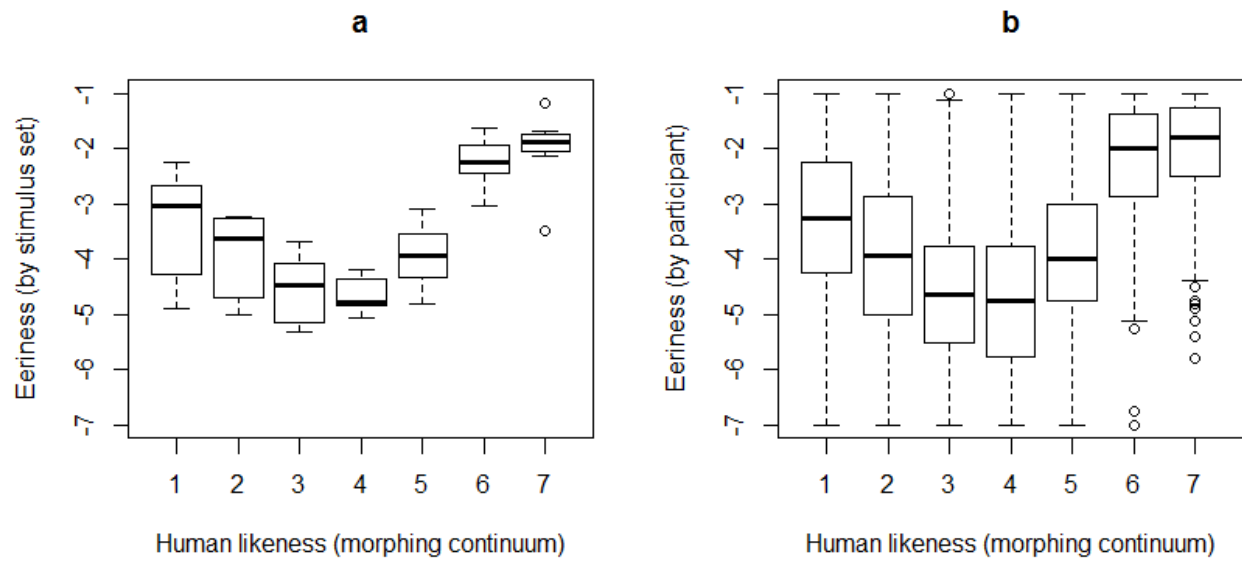 a
Eeriness (by stimulus set)
-1
-2
-3
-4
-5
-6
-7
1 2 3 4 5 6 7
Human likeness (morphing continuum)
b
Eeriness (by participant)
-1
-2
-3
-4
-5
-6
-7
1 2 3 4 5 6 7
Human likeness (morphing continuum)